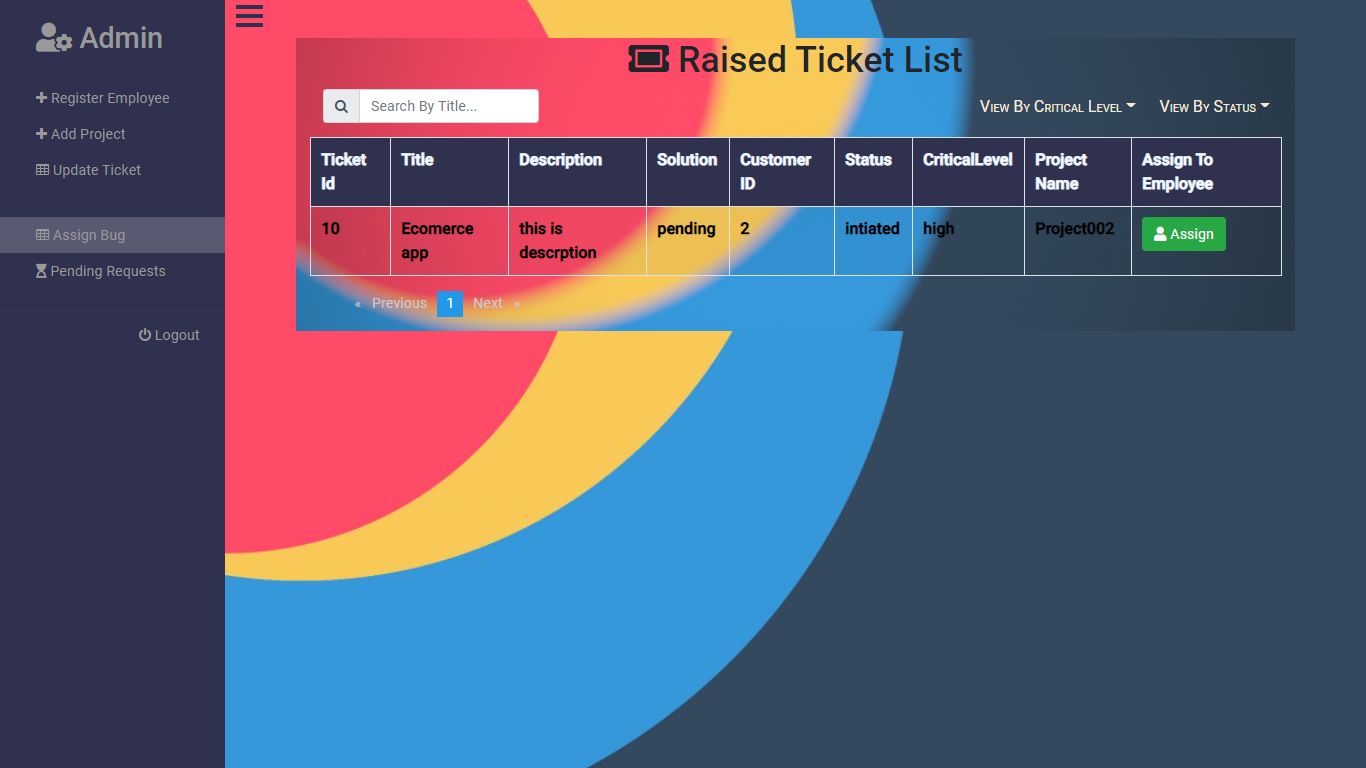 Admin
Register Employee
Add Project
Update Ticket
Assign Bug
Pending Requests
Logout
Raised Ticket List
Search By Title...
View By Critical Level
View By Status
Ticket Id
Title
Description
Solution
Customer ID
Status
CriticalLevel
Project Name
Assign To Employee
10
Ecomerce app
this is descrption
pending
2
intiated
high
Project002
Assign
« Previous 1 Next »